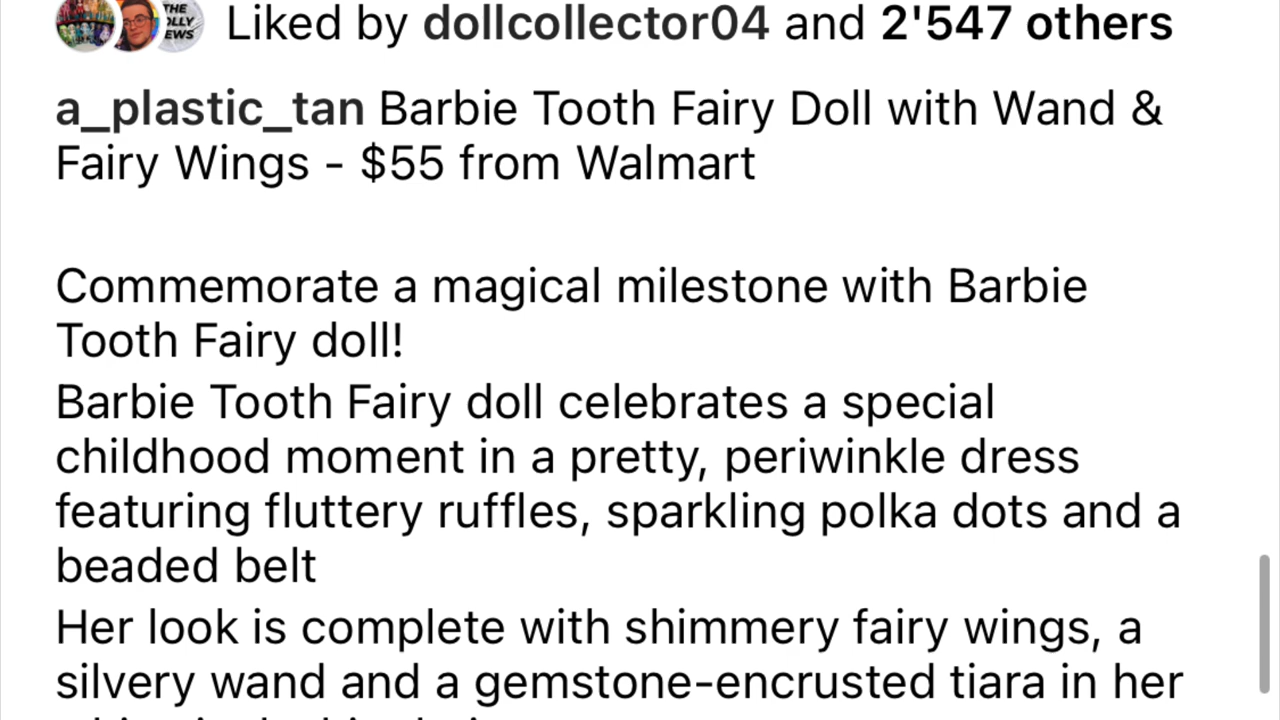 THE
OLLY
EWS
Liked by dollcollector04 and 2'547 others
a_plastic_tan Barbie Tooth Fairy Doll with Wand &
Fairy Wings - $55 from Walmart
Commemorate a magical milestone with Barbie
Tooth Fairy doll!
Barbie Tooth Fairy doll celebrates a special
childhood moment in a pretty, periwinkle dress
featuring fluttery ruffles, sparkling polka dots and a
beaded belt
Her look is complete with shimmery fairy wings, a
silvery wand and a gemstone-encrusted tiara in her